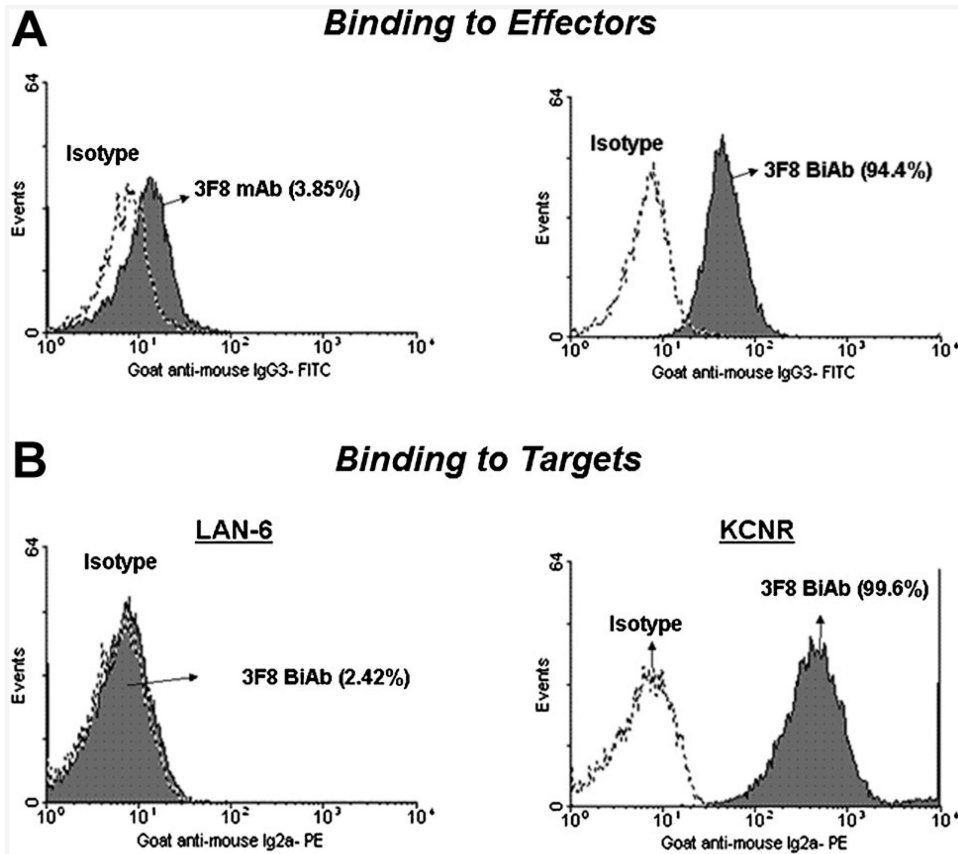 A
Binding to Effectors
64
Isotype
3F8 mAb (3.85%)
Events
0
10⁰ 10¹ 10² 10³ 10⁴
Goat anti-mouse IgG3- FITC
64
Isotype
3F8 BiAb (94.4%)
Events
0
10⁰ 10¹ 10² 10³ 10⁴
Goat anti-mouse IgG3- FITC
B
Binding to Targets
LAN-6
64
Isotype
3F8 BiAb (2.42%)
Events
0
10⁰ 10¹ 10² 10³ 10⁴
Goat anti-mouse Ig2a- PE
KCNR
64
3F8 BiAb (99.6%)
Isotype
Events
0
10⁰ 10¹ 10² 10³ 10⁴
Goat anti-mouse Ig2a- PE